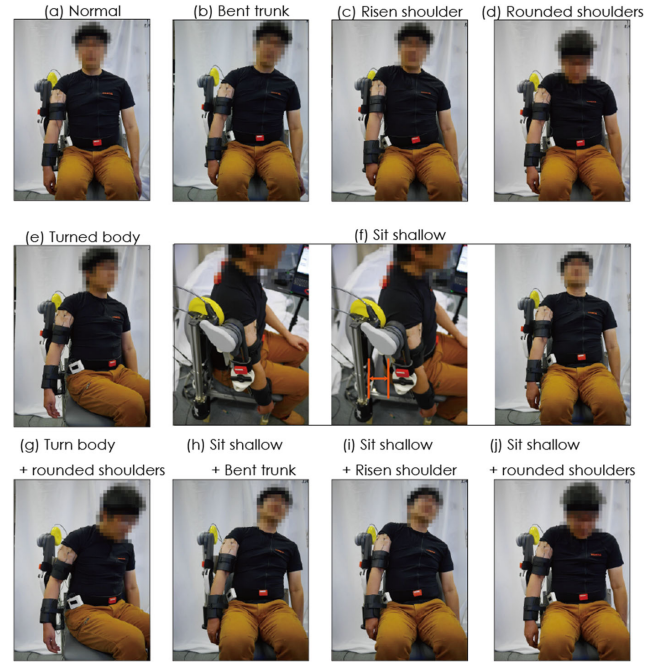 (a) Normal
(b) Bent trunk
(c) Risen shoulder
(d) Rounded shoulders
(e) Turned body
(f) Sit shallow
(g) Turn body
+ rounded shoulders
(h) Sit shallow
+ Bent trunk
(i) Sit shallow
+ Risen shoulder
(j) Sit shallow
+ rounded shoulders